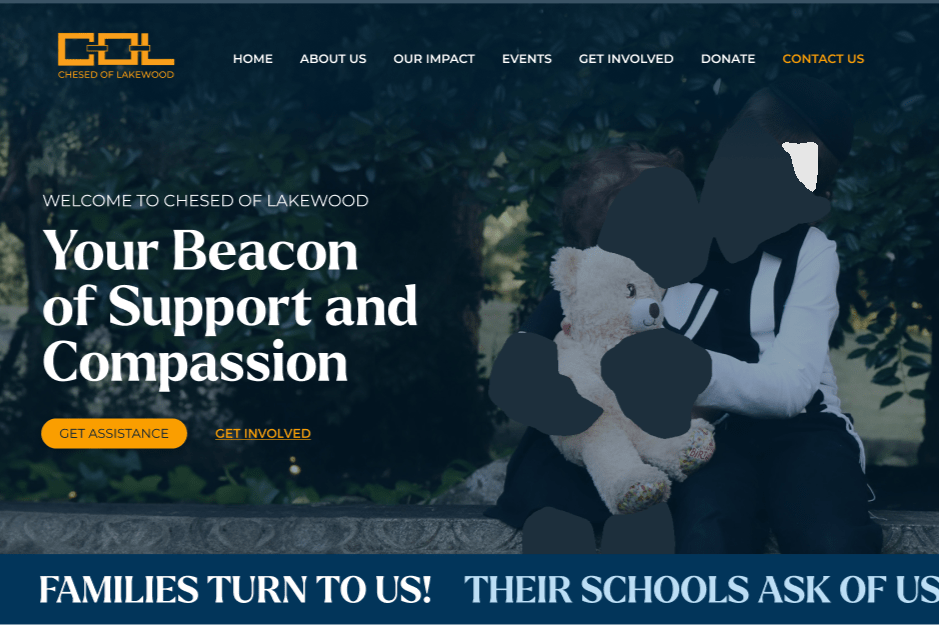 COL
CHESED OF LAKEWOOD
HOME ABOUT US OUR IMPACT EVENTS GET INVOLVED DONATE CONTACT US
WELCOME TO CHESED OF LAKEWOOD
Your Beacon
of Support and
Compassion
GET ASSISTANCE GET INVOLVED
FAMILIES TURN TO US! THEIR SCHOOLS ASK OF US